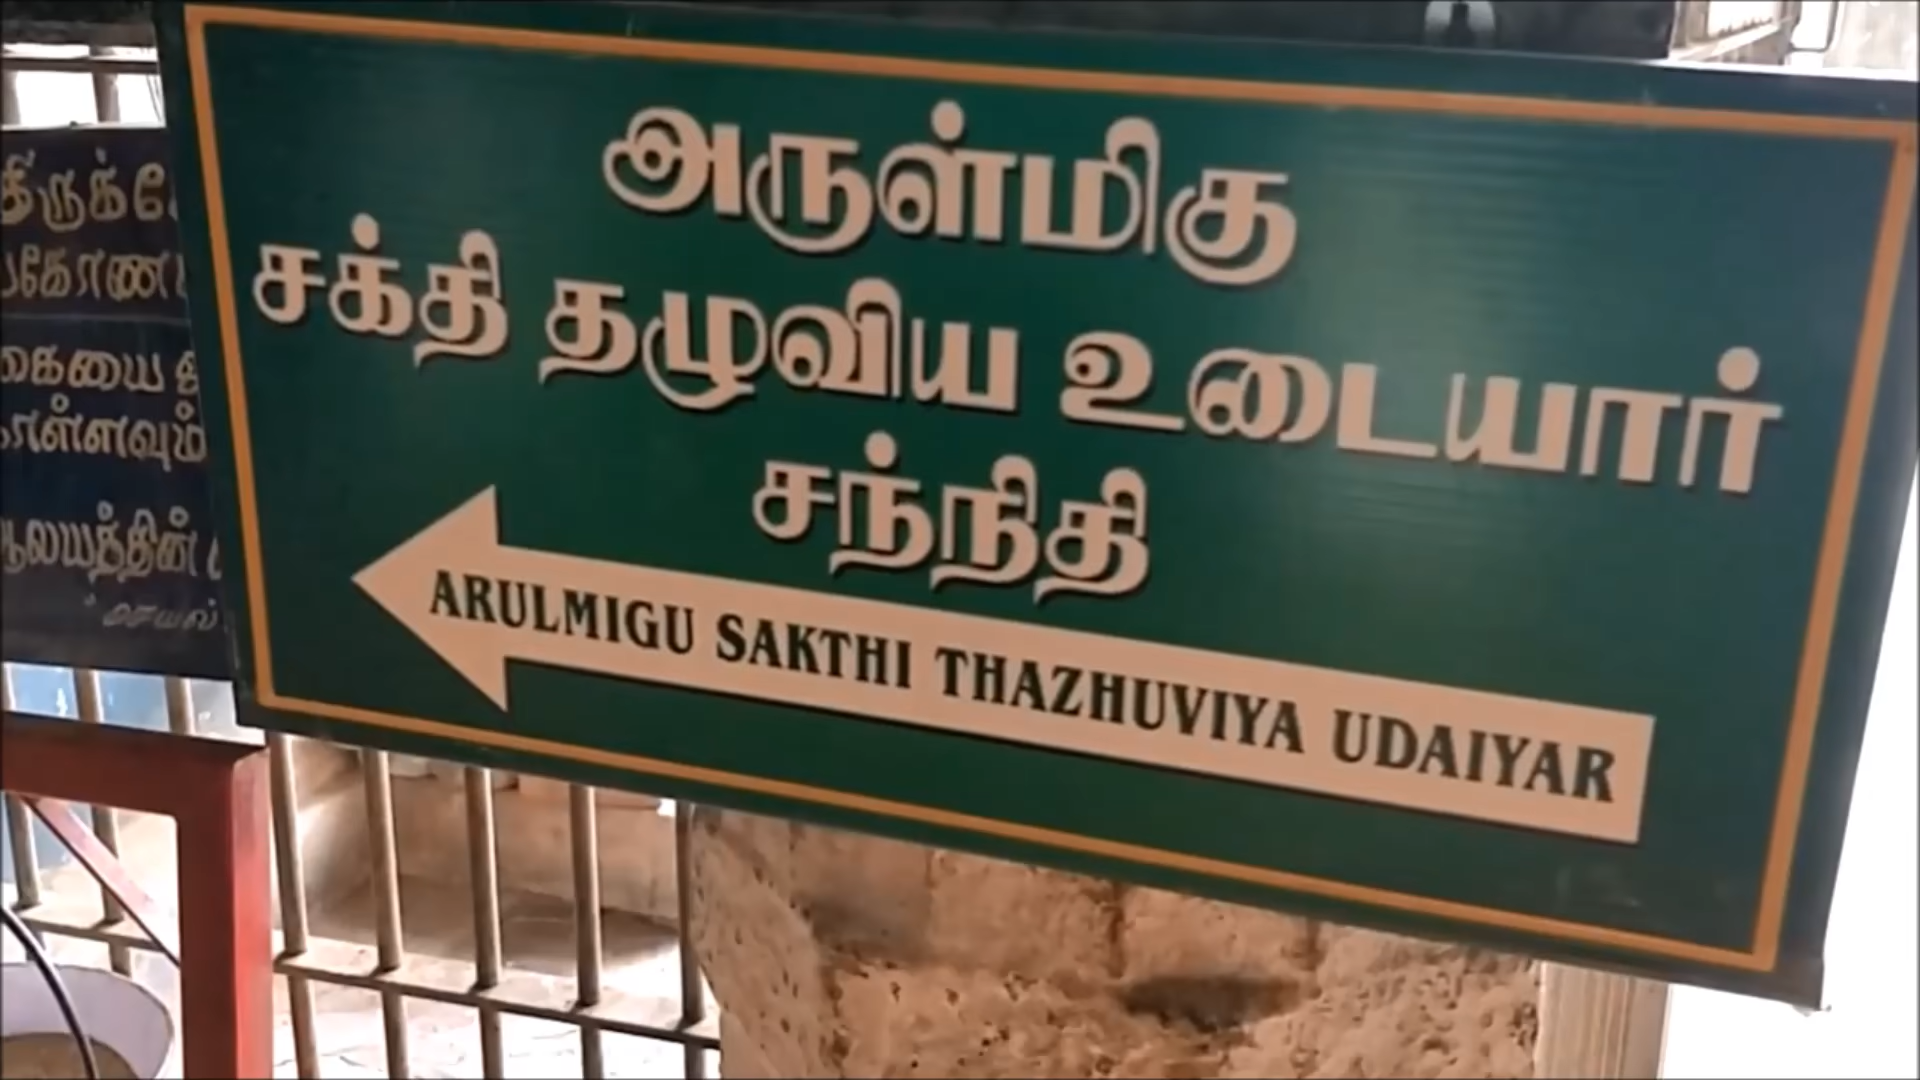 அருள்மிகு
சக்தி தழுவிய உடையார்
சந்நிதி
ARULMIGU SAKTHI THAZHUVIYA UDAIYAR
கையை